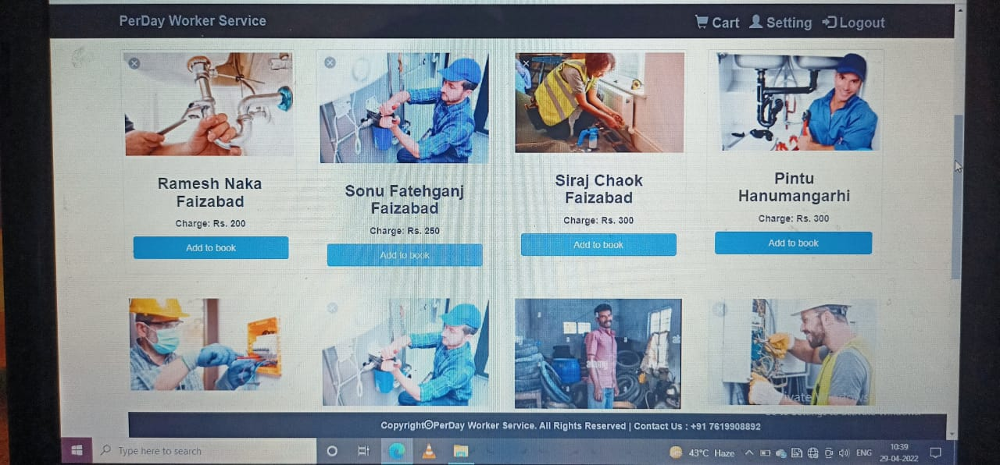 PerDay Worker Service
Cart Setting Logout
Ramesh Naka
Faizabad
Charge: Rs. 200
Add to book
Sonu Fatehganj
Faizabad
Charge: Rs. 250
Add to book
Siraj Chaok
Faizabad
Charge: Rs. 300
Add to book
Pintu
Hanumangarhi
Charge: Rs. 300
Add to book
alamy
Copyright©PerDay Worker Service. All Rights Reserved | Contact Us : +91 7619908892
Type here to search
43°C Haze
ENG
10:39
29-04-2022